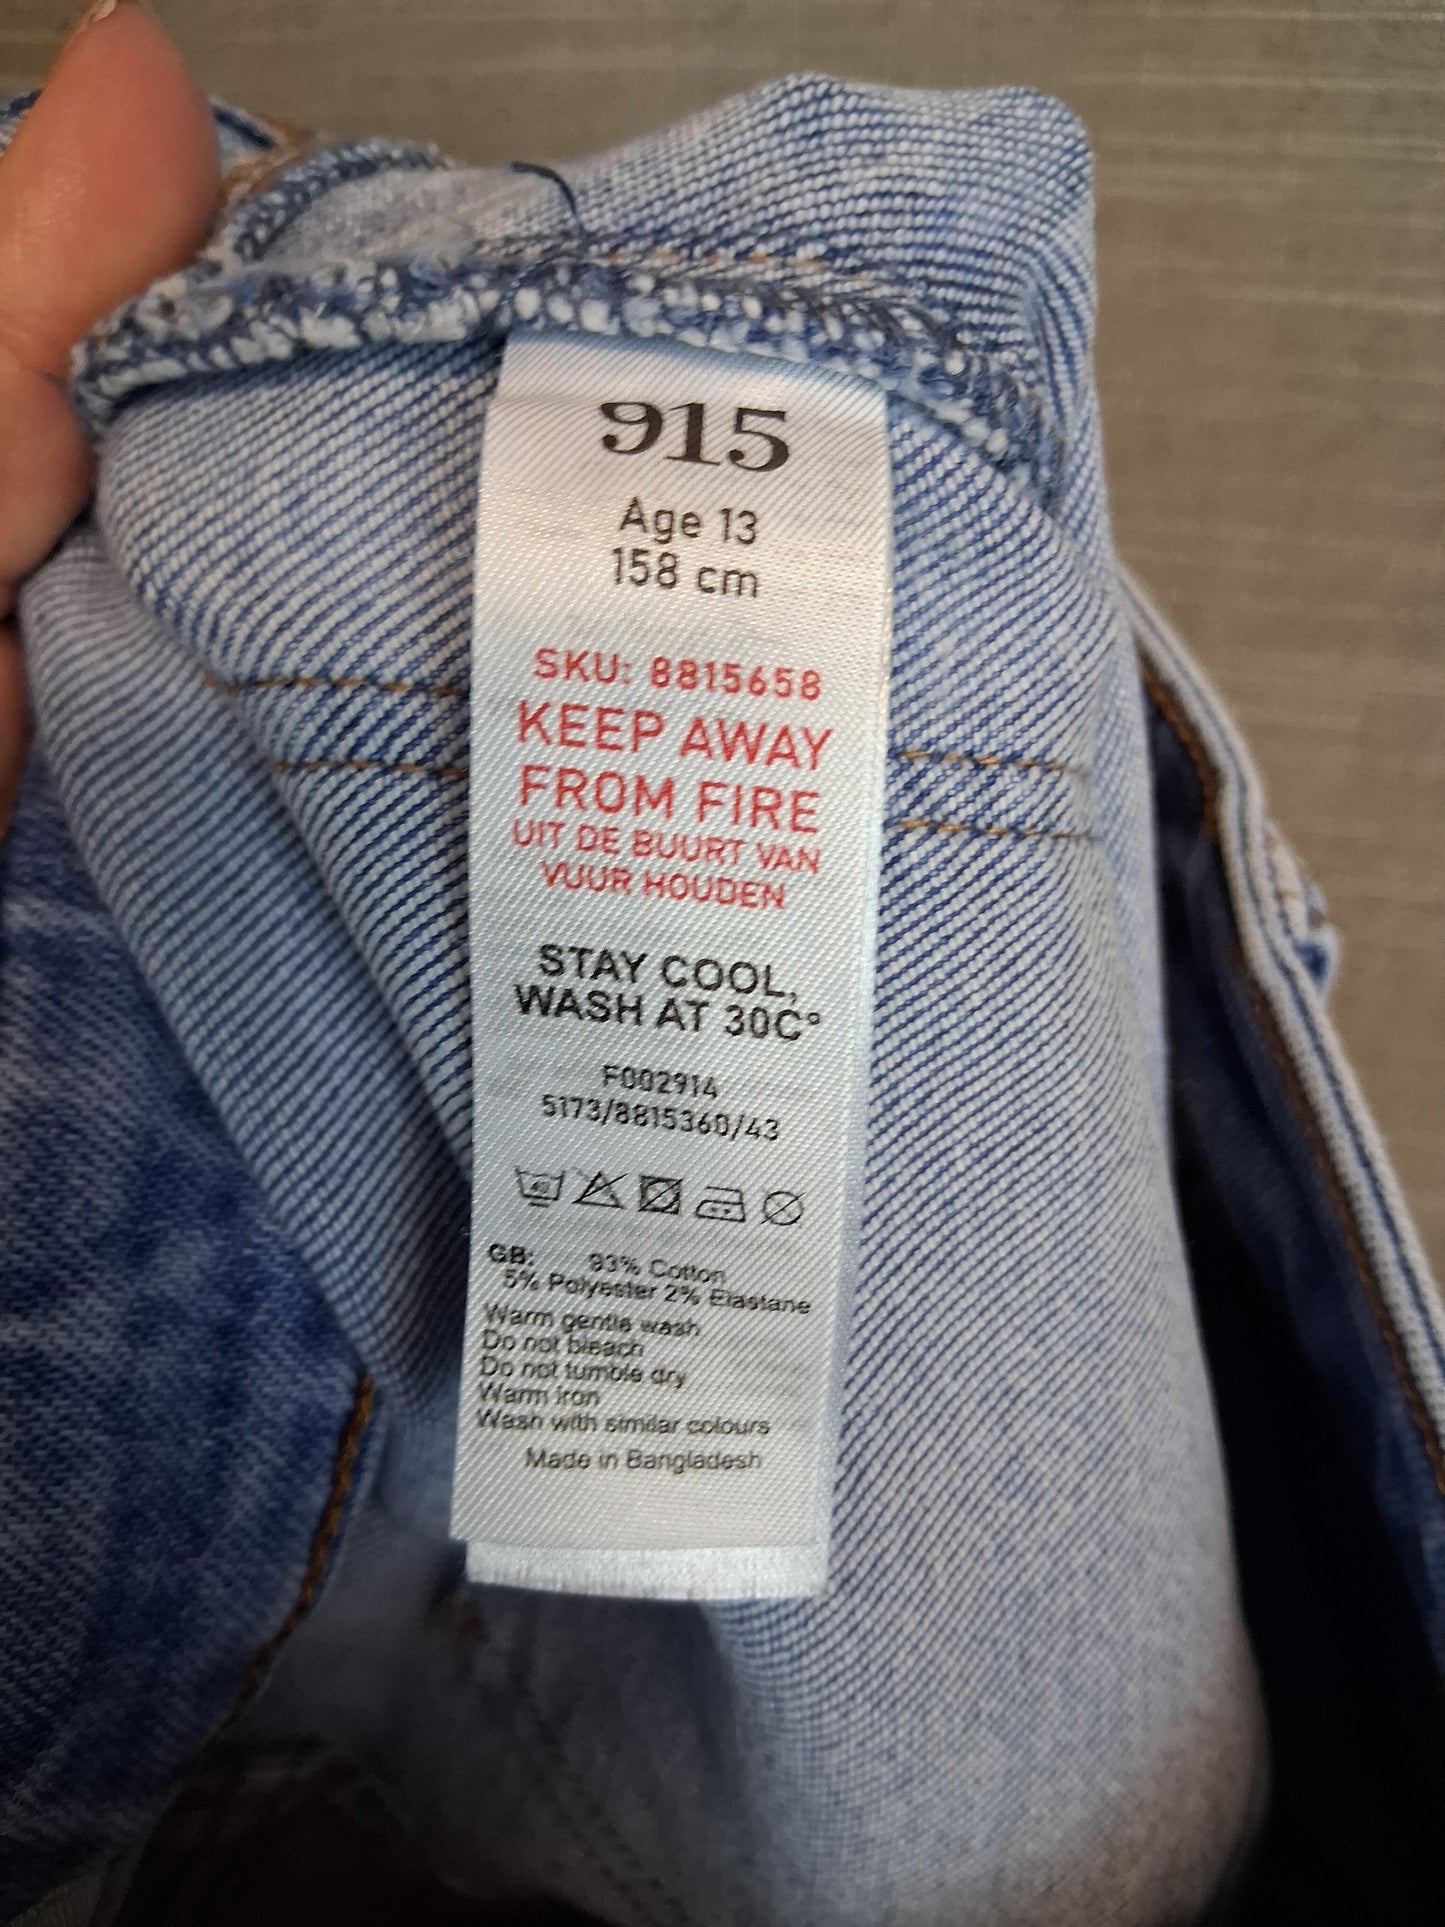 915
Age 13
158 cm
SKU: 8815658
KEEP AWAY
FROM FIRE
UIT DE BUURT VAN
VUUR HOUDEN
STAY COOL,
WASH AT 30C°
F002914
5173/8815360/43
40
GB: 93% Cotton
5% Polyester 2% Elastane
Warm gentle wash
Do not bleach
Do not tumble dry
Warm iron
Wash with similar colours
Made in Bangladesh